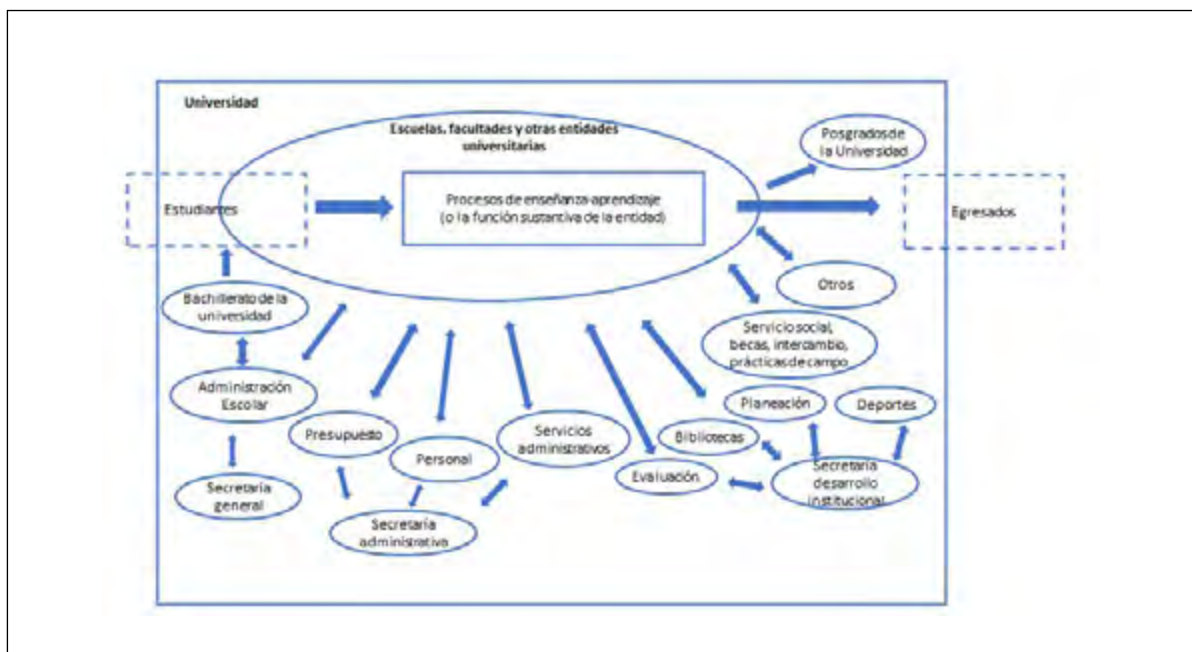 Universidad
Escuelas, facultades y otras entidades
universitarias
Posgrados de
la Universidad
Estudiantes
Procesos de enseñanza-aprendizaje
(o la función sustantiva de la entidad)
Egresados
Bachillerato de la
universidad
Otros
Servicio social,
becas, intercambio,
prácticas de campo
Administración
Escolar
Planeación
Deportes
Presupuesto
Personal
Servicios
administrativos
Bibliotecas
Evaluación
Secretaría
desarrollo
institucional
Secretaría
general
Secretaría
administrativa